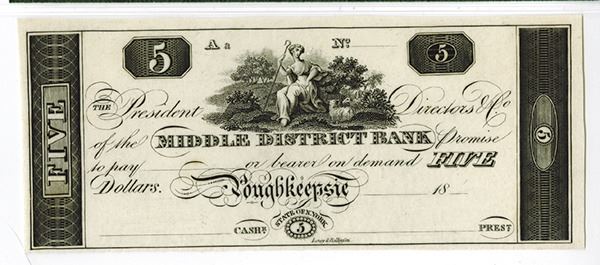 5 A a No. 5
THE President Directors & Co
of the MIDDLE DISTRICT BANK Promise
to pay or bearer on demand FIVE
Dollars. Poughkeepsie 18
STATE OF N. YORK.
CASHR. 5 PREST
FIVE
5